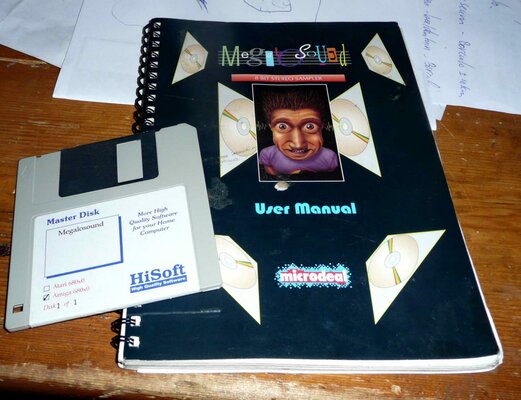 Megalosound
8 BIT STEREO SAMPLER
User Manual
microdeal
Master Disk
Megalosound
More High
Quality Software
for your Home
Computer
Atari 680x0
Amiga 680x0
Disk 1 of 1
HiSoft
High Quality Software